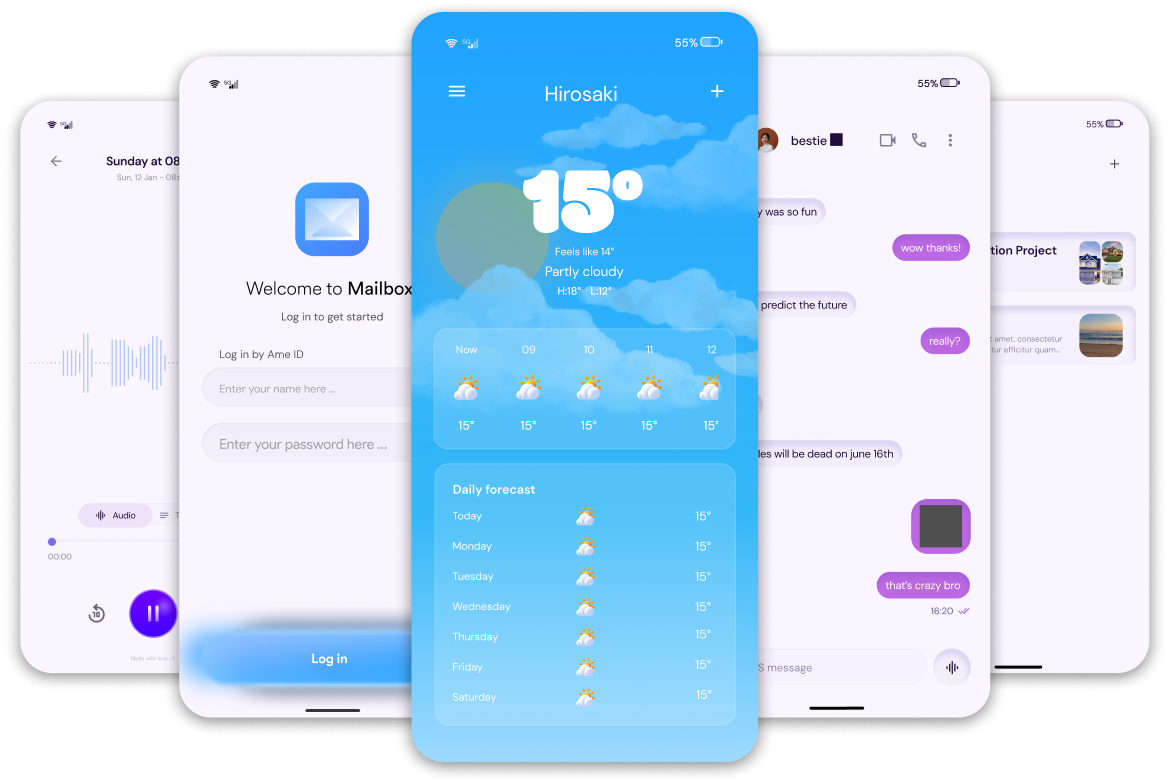 5G
Sunday at 08
Sun, 12 Jan - 08:
Audio
T
00:00
10
Made with love <3
5G
Welcome to Mailbox
Log in to get started
Log in by Ame ID
Enter your name here ...
Enter your password here ...
Log in
5G
55%
Hirosaki
15°
Feels like 14°
Partly cloudy
H:18° L:12°
Now 09 10 11 12
15° 15° 15° 15° 15°
Daily forecast
Today 15°
Monday 15°
Tuesday 15°
Wednesday 15°
Thursday 15°
Friday 15°
Saturday 15°
55%
bestie
y was so fun
wow thanks!
predict the future
really?
les will be dead on june 16th
that's crazy bro
16:20
S message
55%
tion Project
t amet, consectetur
tur efficitur quam...